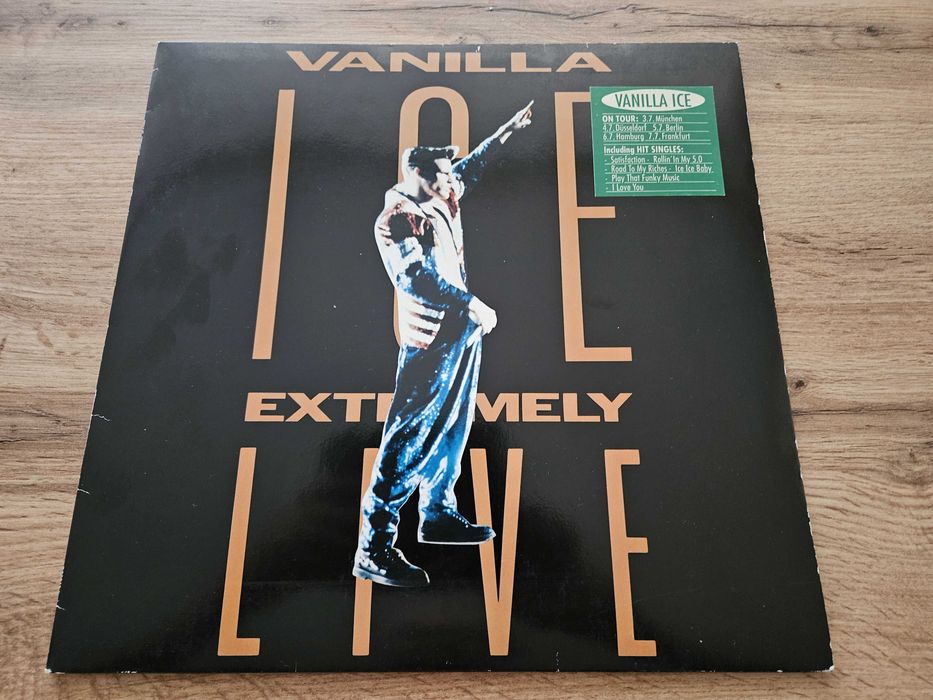 VANILLA
ICE
EXTREMELY
LIVE
VANILLA ICE
ON TOUR: 3.7. München
4.7. Düsseldorf 5.7. Berlin
6.7. Hamburg 7.7. Frankfurt
Including HIT SINGLES:
- Satisfaction - Rollin' In My 5.0
- Road To My Riches - Ice Ice Baby
- Play That Funky Music
- I Love You